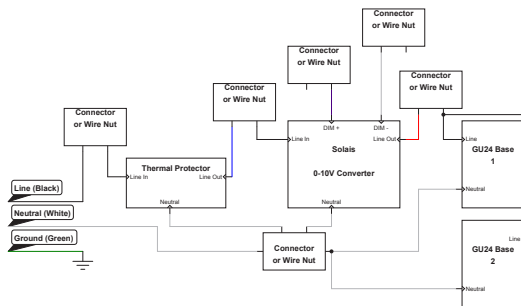 Connector
or Wire Nut
Connector
or Wire Nut
Connector
or Wire Nut
Connector
or Wire Nut
Connector
or Wire Nut
DIM +
DIM -
Line In
Solais
Line Out
0-10V Converter
Neutral
Line
GU24 Base
1
Neutral
Thermal Protector
Line In
Line Out
Neutral
Line (Black)
Neutral (White)
Ground (Green)
Connector
or Wire Nut
Line
GU24 Base
2
Neutral